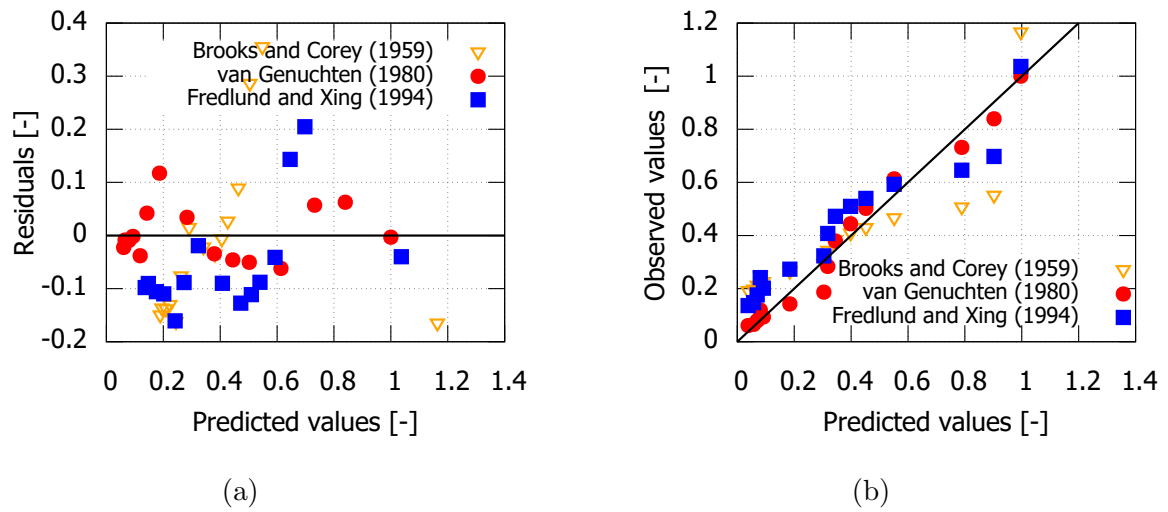 0.4
0.3
0.2
0.1
0
-0.1
-0.2
Residuals [-]
Brooks and Corey (1959)
van Genuchten (1980)
Fredlund and Xing (1994)
0 0.2 0.4 0.6 0.8 1 1.2 1.4
Predicted values [-]
(a)
1.2
1
0.8
0.6
0.4
0.2
0
Observed values [-]
Brooks and Corey (1959)
van Genuchten (1980)
Fredlund and Xing (1994)
0 0.2 0.4 0.6 0.8 1 1.2 1.4
Predicted values [-]
(b)